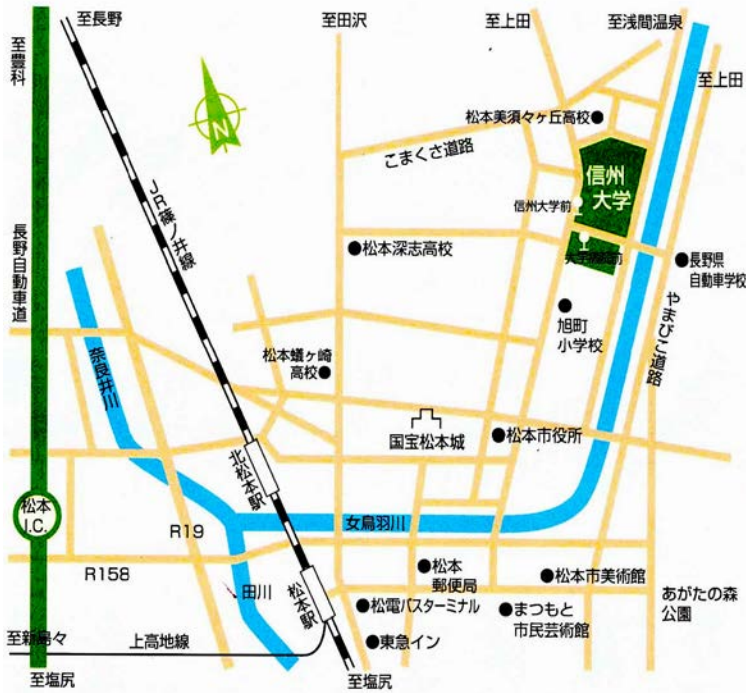 至長野
至田沢
至上田
至浅間温泉
至上田
至豊科
N
松本美須々ヶ丘高校
こまくさ道路
信州
大学
信州大学前
JR篠ノ井線
松本深志高校
長野県
自動車学校
長野自動車道
やまびこ道路
旭町
小学校
奈良井川
松本蟻ヶ崎
高校
国宝松本城
松本市役所
北松本駅
松本
I.C.
R19
女鳥羽川
R158
松本
郵便局
松本市美術館
あがたの森
公園
田川
松本駅
松電バスターミナル
まつもと
市民芸術館
至新島々
上高地線
東急イン
至塩尻
至塩尻